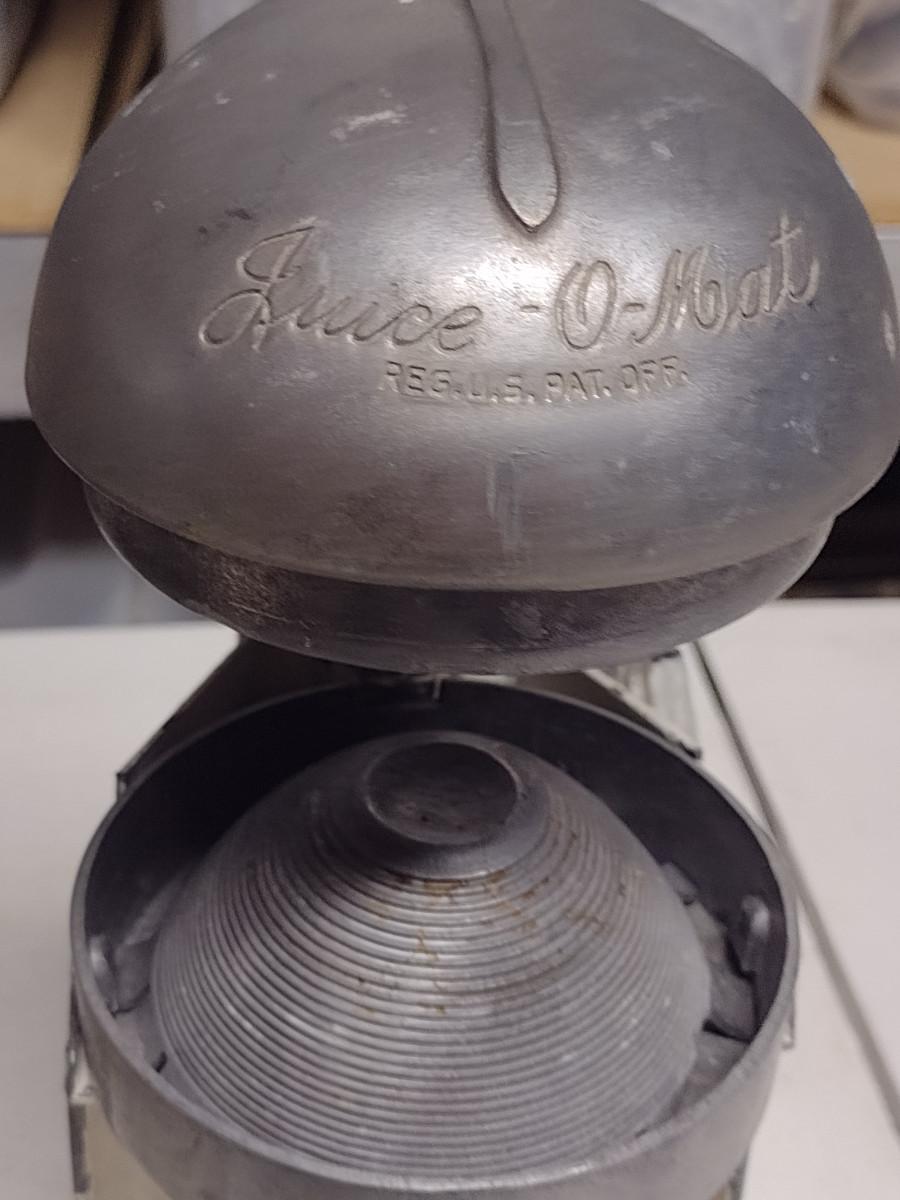 Juice-O-Mat
REG. U.S. PAT. OFF.